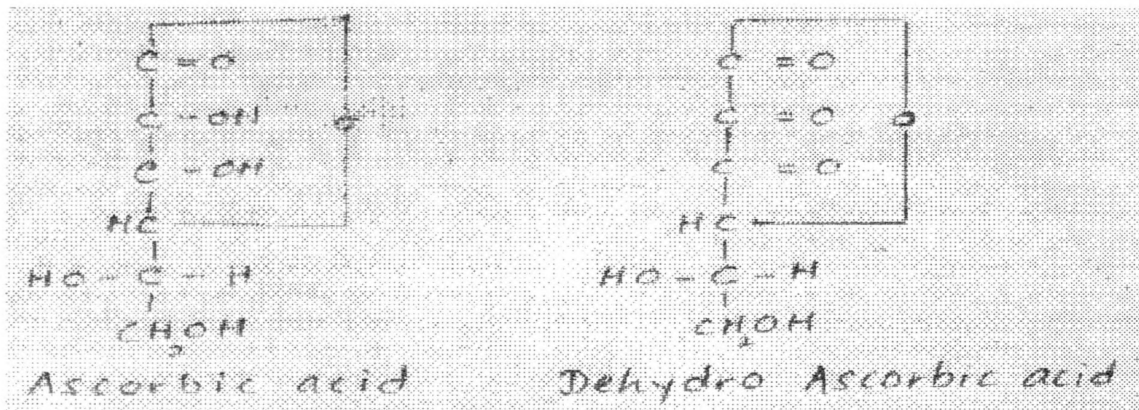 C = O    C = O
C - OH    O    C = O    O
C - OH    C = O
HC    HC
HO - C - H    HO - C - H
CH2OH    CH2OH
Ascorbic acid    Dehydro Ascorbic acid